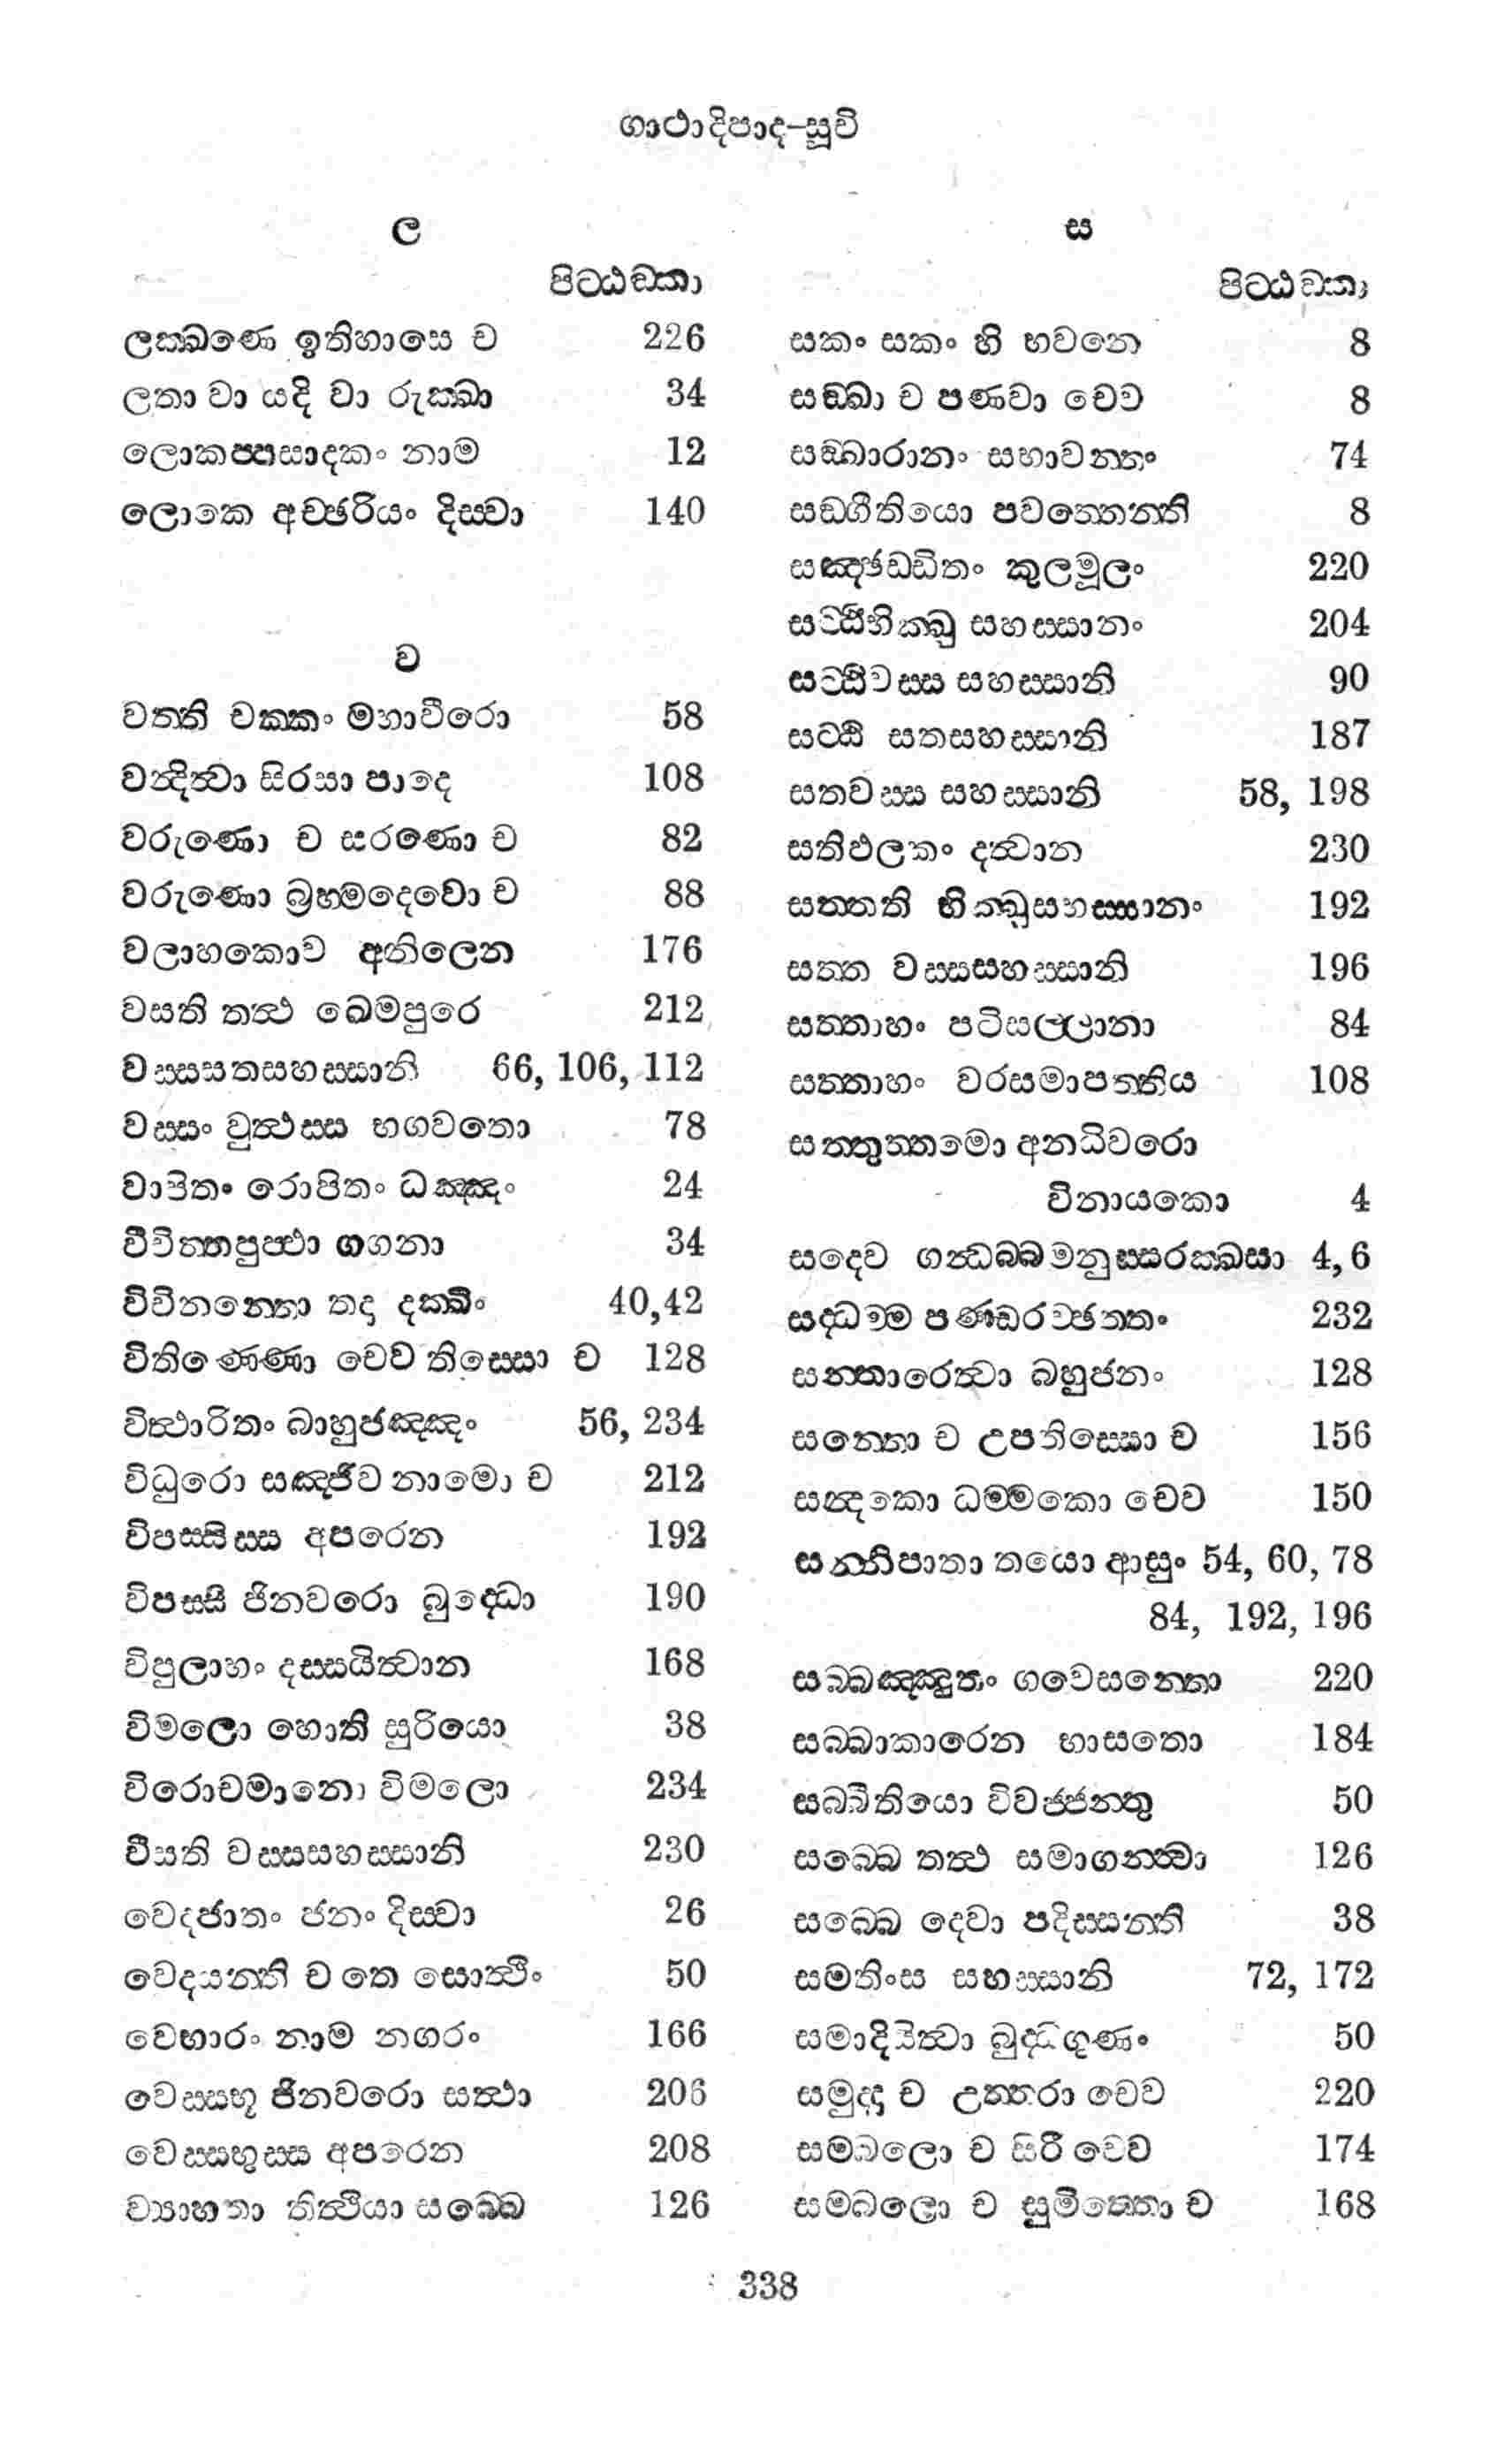 ගාථාදිපාද-සූචි
ල
පිට්ඨඞ්කා
ලක්ඛණෙ ඉතිහාසෙ ච 226
ලතා වා යදි වා රුක්ඛා 34
ලොකප්පසාදකං නාම 12
ලොකෙ අච්ඡරියං දිස්වා 140
ව
වත්ති චක්කං මහාවීරො 58
වන්දිත්වා සිරසා පාදෙ 108
වරුණො ච සරණො ච 82
වරුණො බ්‍රහ්මදෙවො ච 88
වලාහකොව අනිලෙන 176
වසති තත්ථ ඛෙමපුරෙ 212
වස්සසතසහස්සානි 66, 106, 112
වස්සං වුත්ථස්ස භගවතො 78
වාපිතං රොපිතං ධඤ්ඤං 24
විචිත්තපුප්ඵා ගගනා 34
විචිනන්තො තදා දක්ඛිං 40,42
විතිණ්ණො චෙව තිස්සො ච 128
විත්ථාරිතං බාහුජඤ්ඤං 56, 234
විධුරො සඤ්ජීව නාමො ච 212
විපස්සිස්ස අපරෙන 192
විපස්සී ජිනවරො බුද්ධො 190
විපුලාහං දස්සයිත්වාන 168
විමලො හොති සුරියො 38
විරොචමානො විමලො 234
වීසති වස්සසහස්සානි 230
වෙදජාතං ජනං දිස්වා 26
වෙදයන්ති ච තෙ සොත්ථිං 50
වෙභාරං නාම නගරං 166
වෙස්සභූ ජිනවරො සත්ථා 206
වෙස්සභුස්ස අපරෙන 208
ව්‍යාහතා තිත්ථියා සබ්බෙ 126
ස
පිට්ඨඞ්කා
සකං සකං හි භවනෙ 8
සඞ්ඛා ච පණවා චෙව 8
සඞ්ඛාරානං සභාවන්තං 74
සඞ්ගීතියො පවත්තෙන්ති 8
සඤ්ඡඩ්ඩිතං කුලමූලං 220
සට්ඨිභික්ඛු සහස්සානං 204
සට්ඨිවස්ස සහස්සානි 90
සට්ඨි සතසහස්සානි 187
සතවස්ස සහස්සානි 58, 198
සතිඵලකං දත්වාන 230
සත්තති භික්ඛුසහස්සානං 192
සත්ත වස්සසහස්සානි 196
සත්තාහං පටිසල්ලානා 84
සත්තාහං වරසමාපත්තිය 108
සත්තුත්තමො අනධිවරො
විනායකො 4
සදෙව ගන්ධබ්බමනුස්සරක්ඛසා 4, 6
සද්ධම්ම පණ්ඩරච්ඡත්තං 232
සන්තාරෙත්වා බහුජනං 128
සන්තො ච උපතිස්සො ච 156
සන්දකො ධම්මකො චෙව 150
සන්නිපාතා තයො ආසුං 54, 60, 78
84, 192, 196
සබ්බඤ්ඤුතං ගවෙසන්තො 220
සබ්බාකාරෙන භාසතො 184
සබ්බීතියො විවජ්ජන්තු 50
සබ්බෙ තත්ථ සමාගන්ත්වා 126
සබ්බෙ දෙවා පදිස්සන්ති 38
සමතිංස සහස්සානි 72, 172
සමාදියිත්වා බුද්ධිගුණං 50
සමුද්දා ච උත්තරා චෙව 220
සම්බලො ච සිරී චෙව 174
සම්බලො ච සුමිත්තො ච 168
338